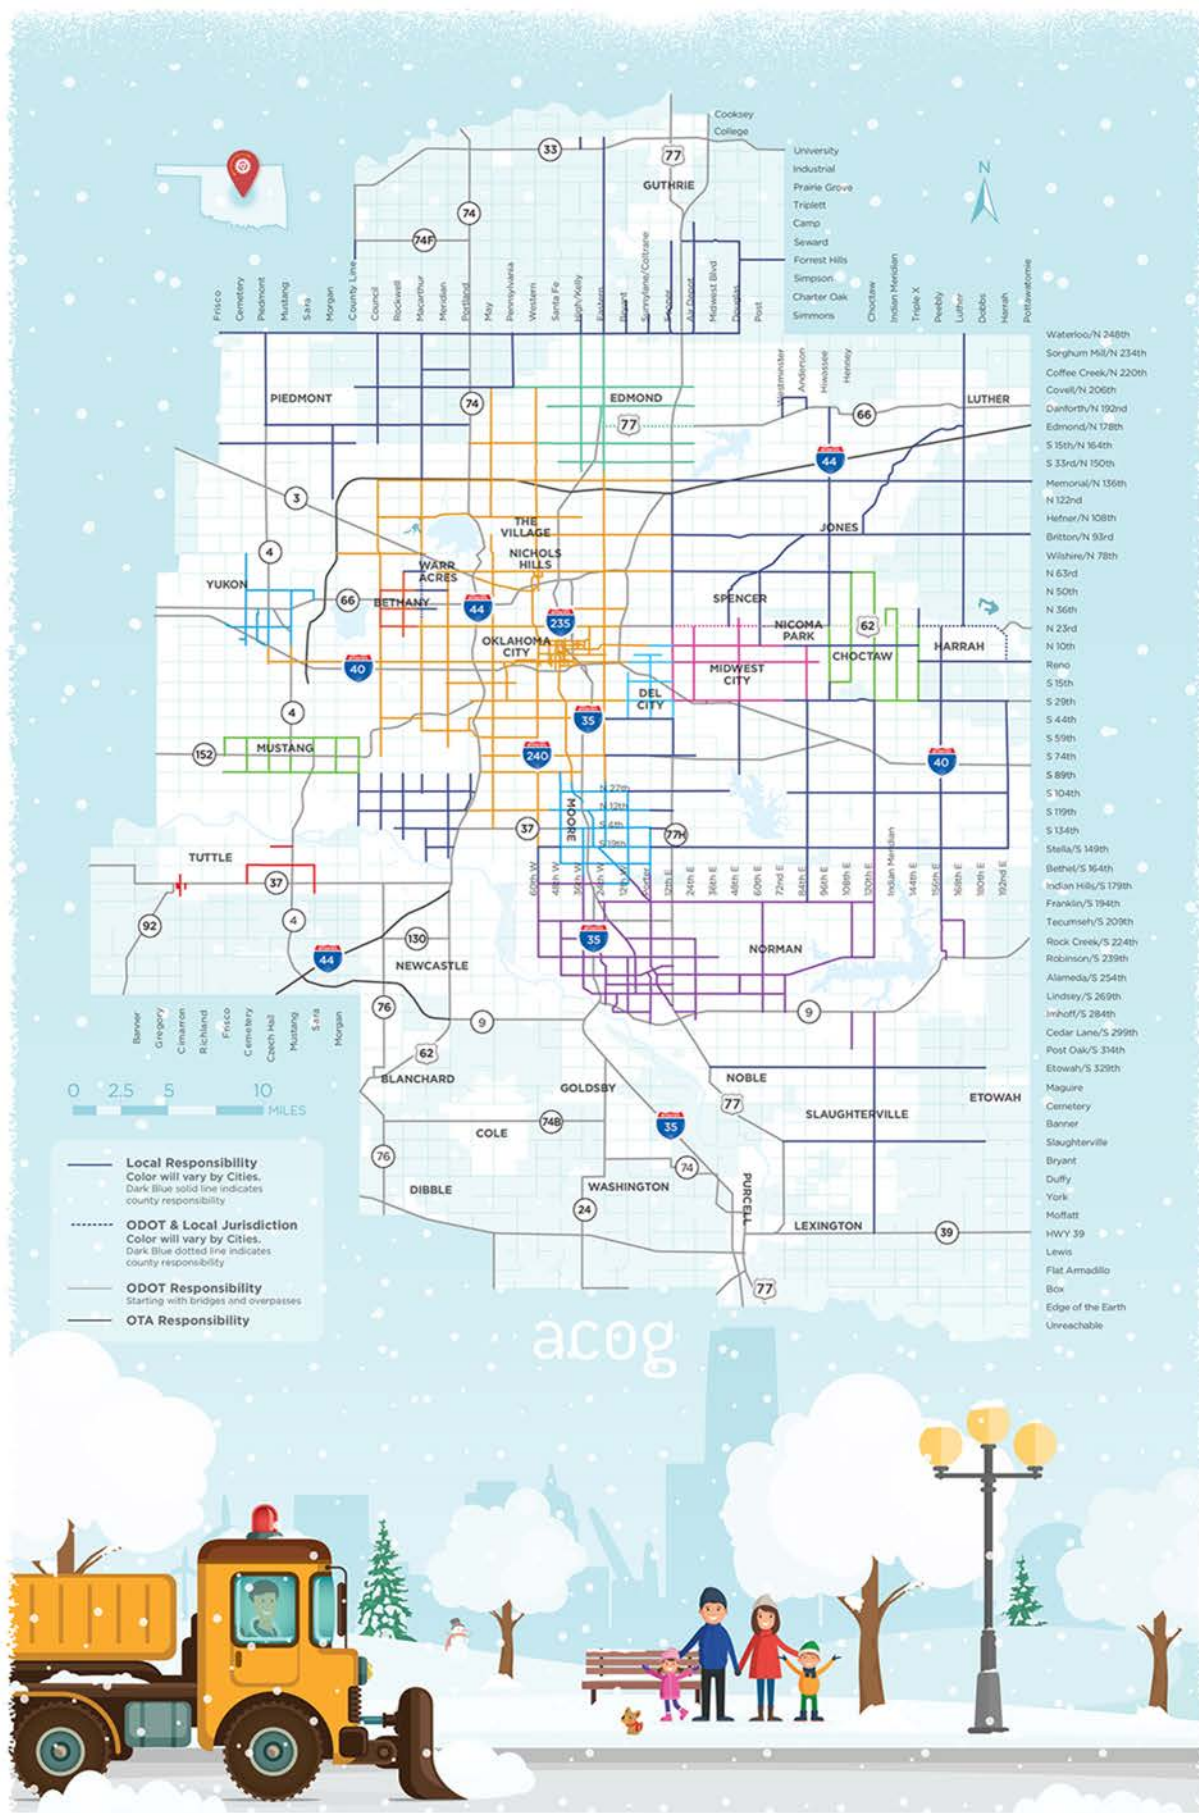 Cooksey
College
University
Industrial
Prairie Grove
Triplett
Camp
Seward
Forrest Hills
Simpson
Charter Oak
Simmons
33
77
GUTHRIE
N
74
74F
Frisco
Cemetery
Piedmont
Mustang
Sara
Morgan
County Line
Council
Rockwell
Macarthur
Meridian
Portland
May
Pennsylvania
Western
Santa Fe
High/Kelly
Eastern
Bryant
Sunnylane/Coltrane
Air Depot
Midwest Blvd
Douglas
Post
Choctaw
Indian Meridian
Triple X
Peebly
Luther
Dobbs
Harrah
Pottawatomie
Westminster
Anderson
Hiwassee
Henney
Waterloo/N 248th
Sorghum Mill/N 234th
Coffee Creek/N 220th
Covell/N 206th
Danforth/N 192nd
Edmond/N 178th
S 15th/N 164th
S 33rd/N 150th
Memorial/N 136th
N 122nd
Hefner/N 108th
Britton/N 93rd
Wilshire/N 78th
N 63rd
N 50th
N 36th
N 23rd
N 10th
Reno
S 15th
S 29th
S 44th
S 59th
S 74th
S 89th
S 104th
S 119th
S 134th
Stella/S 149th
Bethel/S 164th
Indian Hills/S 179th
Franklin/S 194th
Tecumseh/S 209th
Rock Creek/S 224th
Robinson/S 239th
Alameda/S 254th
Lindsey/S 269th
Imhoff/S 284th
Cedar Lane/S 299th
Post Oak/S 314th
Etowah/S 329th
Maguire
Cemetery
Banner
Slaughterville
Bryant
Duffy
York
Moffatt
HWY 39
Lewis
Flat Armadillo
Box
Edge of the Earth
Unreachable
PIEDMONT
74
EDMOND
77
66
LUTHER
44
3
4
THE
VILLAGE
NICHOLS
HILLS
WARR
ACRES
JONES
YUKON
66
BETHANY
44
235
SPENCER
NICOMA
PARK
62
OKLAHOMA
CITY
40
MIDWEST
CITY
CHOCTAW
HARRAH
DEL
CITY
4
35
152
MUSTANG
240
40
N 27th
N 12th
S 4th
S 19th
MOORE
37
77H
TUTTLE
37
60th W
48th W
36th W
24th W
12th W
Porter
12th E
24th E
36th E
48th E
60th E
72nd E
84th E
96th E
108th E
120th E
Indian Meridian
144th E
156th E
168th E
180th E
192nd E
92
4
44
130
NEWCASTLE
35
NORMAN
76
9
9
Banner
Gregory
Cimarron
Richland
Frisco
Cemetery
Czech Hall
Mustang
Sara
Morgan
62
BLANCHARD
GOLDSBY
NOBLE
77
ETOWAH
SLAUGHTERVILLE
0 2.5 5 10
MILES
74B
COLE
35
76
74
DIBBLE
WASHINGTON
PURCELL
24
LEXINGTON
39
77
Local Responsibility
Color will vary by Cities.
Dark Blue solid line indicates
county responsibility
ODOT & Local Jurisdiction
Color will vary by Cities.
Dark Blue dotted line indicates
county responsibility
ODOT Responsibility
Starting with bridges and overpasses
OTA Responsibility
acog